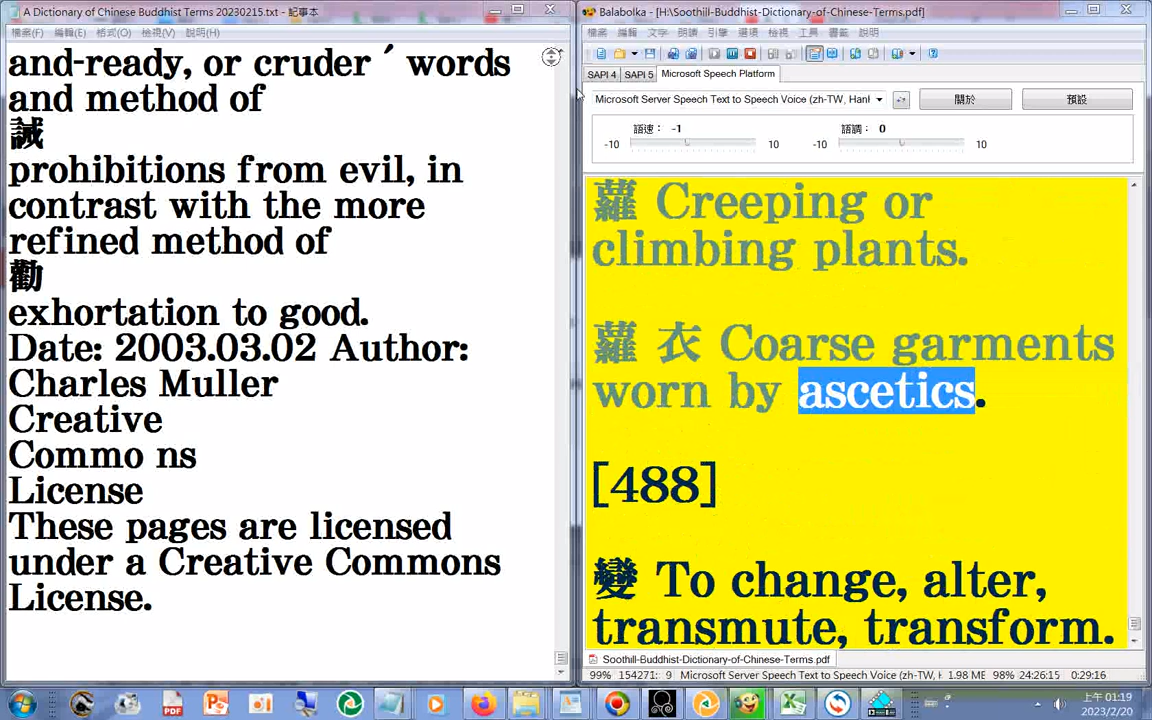 A Dictionary of Chinese Buddhist Terms 20230215.txt - 記事本
檔案(F) 編輯(E) 格式(O) 檢視(V) 說明(H)
and-ready, or cruder ˊ words
and method of
誡
prohibitions from evil, in
contrast with the more
refined method of
勸
exhortation to good.
Date: 2003.03.02 Author:
Charles Muller
Creative
Commo ns
License
These pages are licensed
under a Creative Commons
License.
Balabolka - [H:\Soothill-Buddhist-Dictionary-of-Chinese-Terms.pdf]
檔案 編輯 文字 朗讀 引擎 選項 檢視 工具 書籤 說明
SAPI 4 SAPI 5 Microsoft Speech Platform
Microsoft Server Speech Text to Speech Voice (zh-TW, Hanl
關於
預設
語速： -1 語調： 0
-10 10 -10 10
蘿 Creeping or
climbing plants.
蘿 衣 Coarse garments
worn by ascetics.
[488]
變 To change, alter,
transmute, transform.
Soothill-Buddhist-Dictionary-of-Chinese-Terms.pdf
99% 154271: 9 Microsoft Server Speech Text to Speech Voice (zh-TW, H 1.98 ME 98% 24:26:15 0:29:16
上午 01:19
2023/2/20